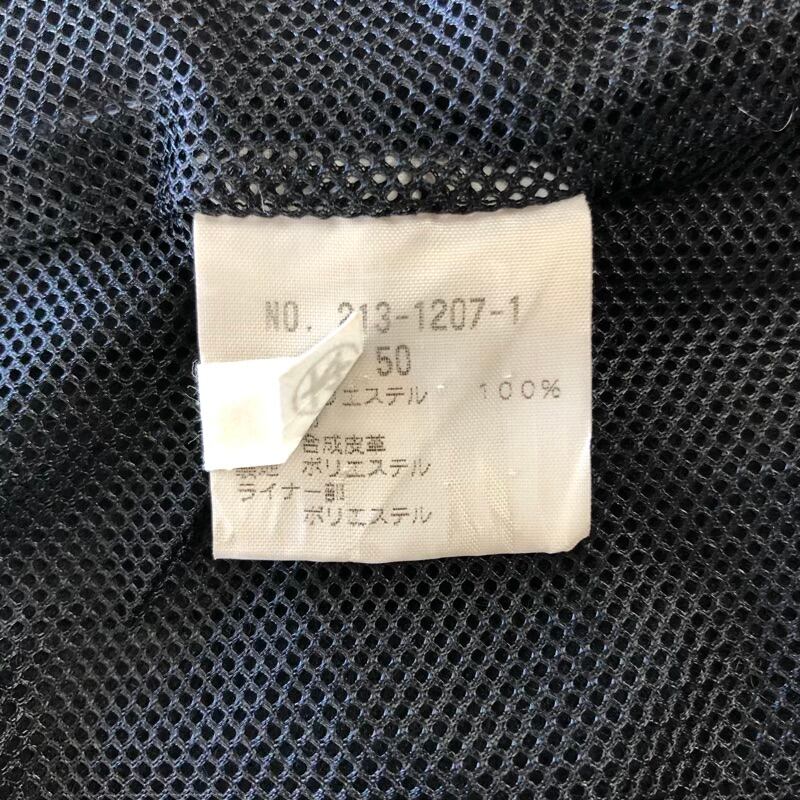 NO. 213-1207-1
50
ポリエステル 100%
合成皮革
ポリエステル
ライナー部
ポリエステル